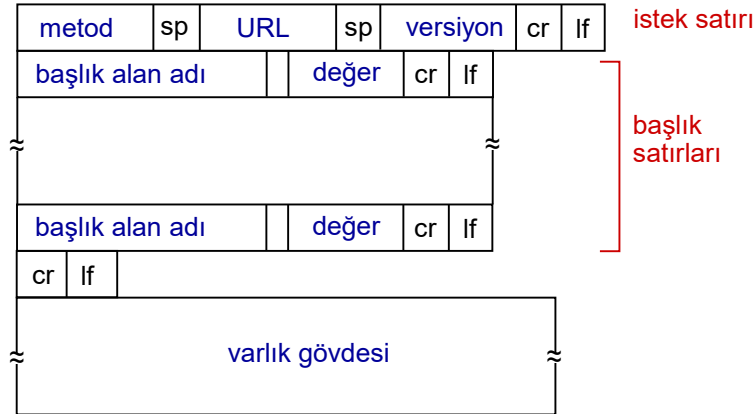 metod sp URL sp versiyon cr lf istek satırı
başlık alan adı değer cr lf
başlık
satırları
başlık alan adı değer cr lf
cr lf
varlık gövdesi